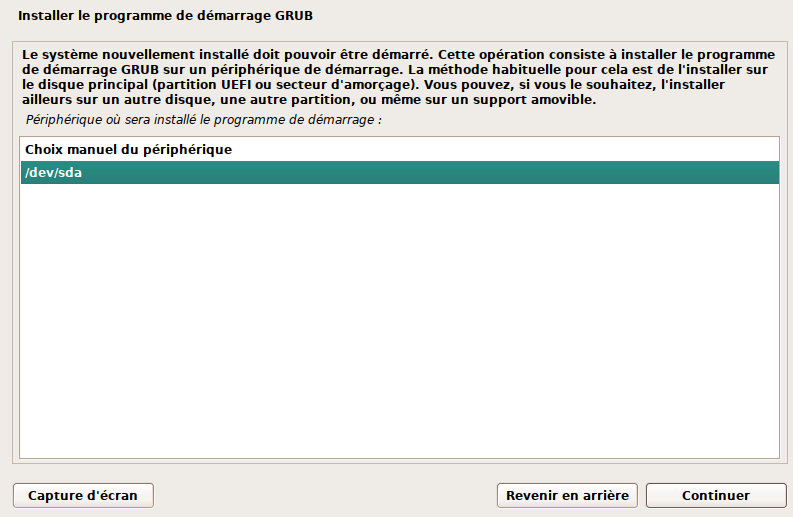 Installer le programme de démarrage GRUB
Le système nouvellement installé doit pouvoir être démarré. Cette opération consiste à installer le programme
de démarrage GRUB sur un périphérique de démarrage. La méthode habituelle pour cela est de l'installer sur
le disque principal (partition UEFI ou secteur d'amorçage). Vous pouvez, si vous le souhaitez, l'installer
ailleurs sur un autre disque, une autre partition, ou même sur un support amovible.
Périphérique où sera installé le programme de démarrage :
Choix manuel du périphérique
/dev/sda
Capture d'écran
Revenir en arrière
Continuer